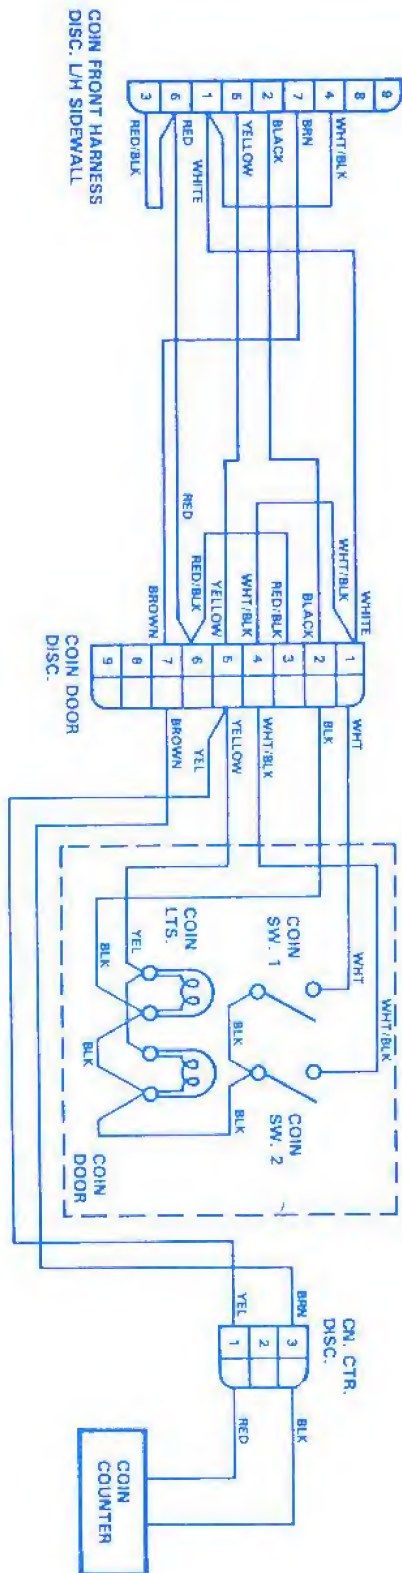 COIN FRONT HARNESS
DISC. L/H SIDEWALL
3
6
1
5
2
7
4
8
9
RED/BLK
RED
WHITE
YELLOW
BLACK
BRN
WHT/BLK
RED
WHITE
WHT/BLK
BLACK
RED/BLK
WHT/BLK
YELLOW
RED/BLK
BROWN
COIN DOOR
DISC.
1
2
3
4
5
6
7
8
9
WHT
BLK
WHT/BLK
YELLOW
YEL
BROWN
WHT
WHT/BLK
COIN
SW. 1
COIN
SW. 2
BLK
BLK
COIN
LTS.
YEL
BLK
BLK
COIN
DOOR
CN. CTR.
DISC.
BRN
YEL
3
2
1
BLK
RED
COIN
COUNTER